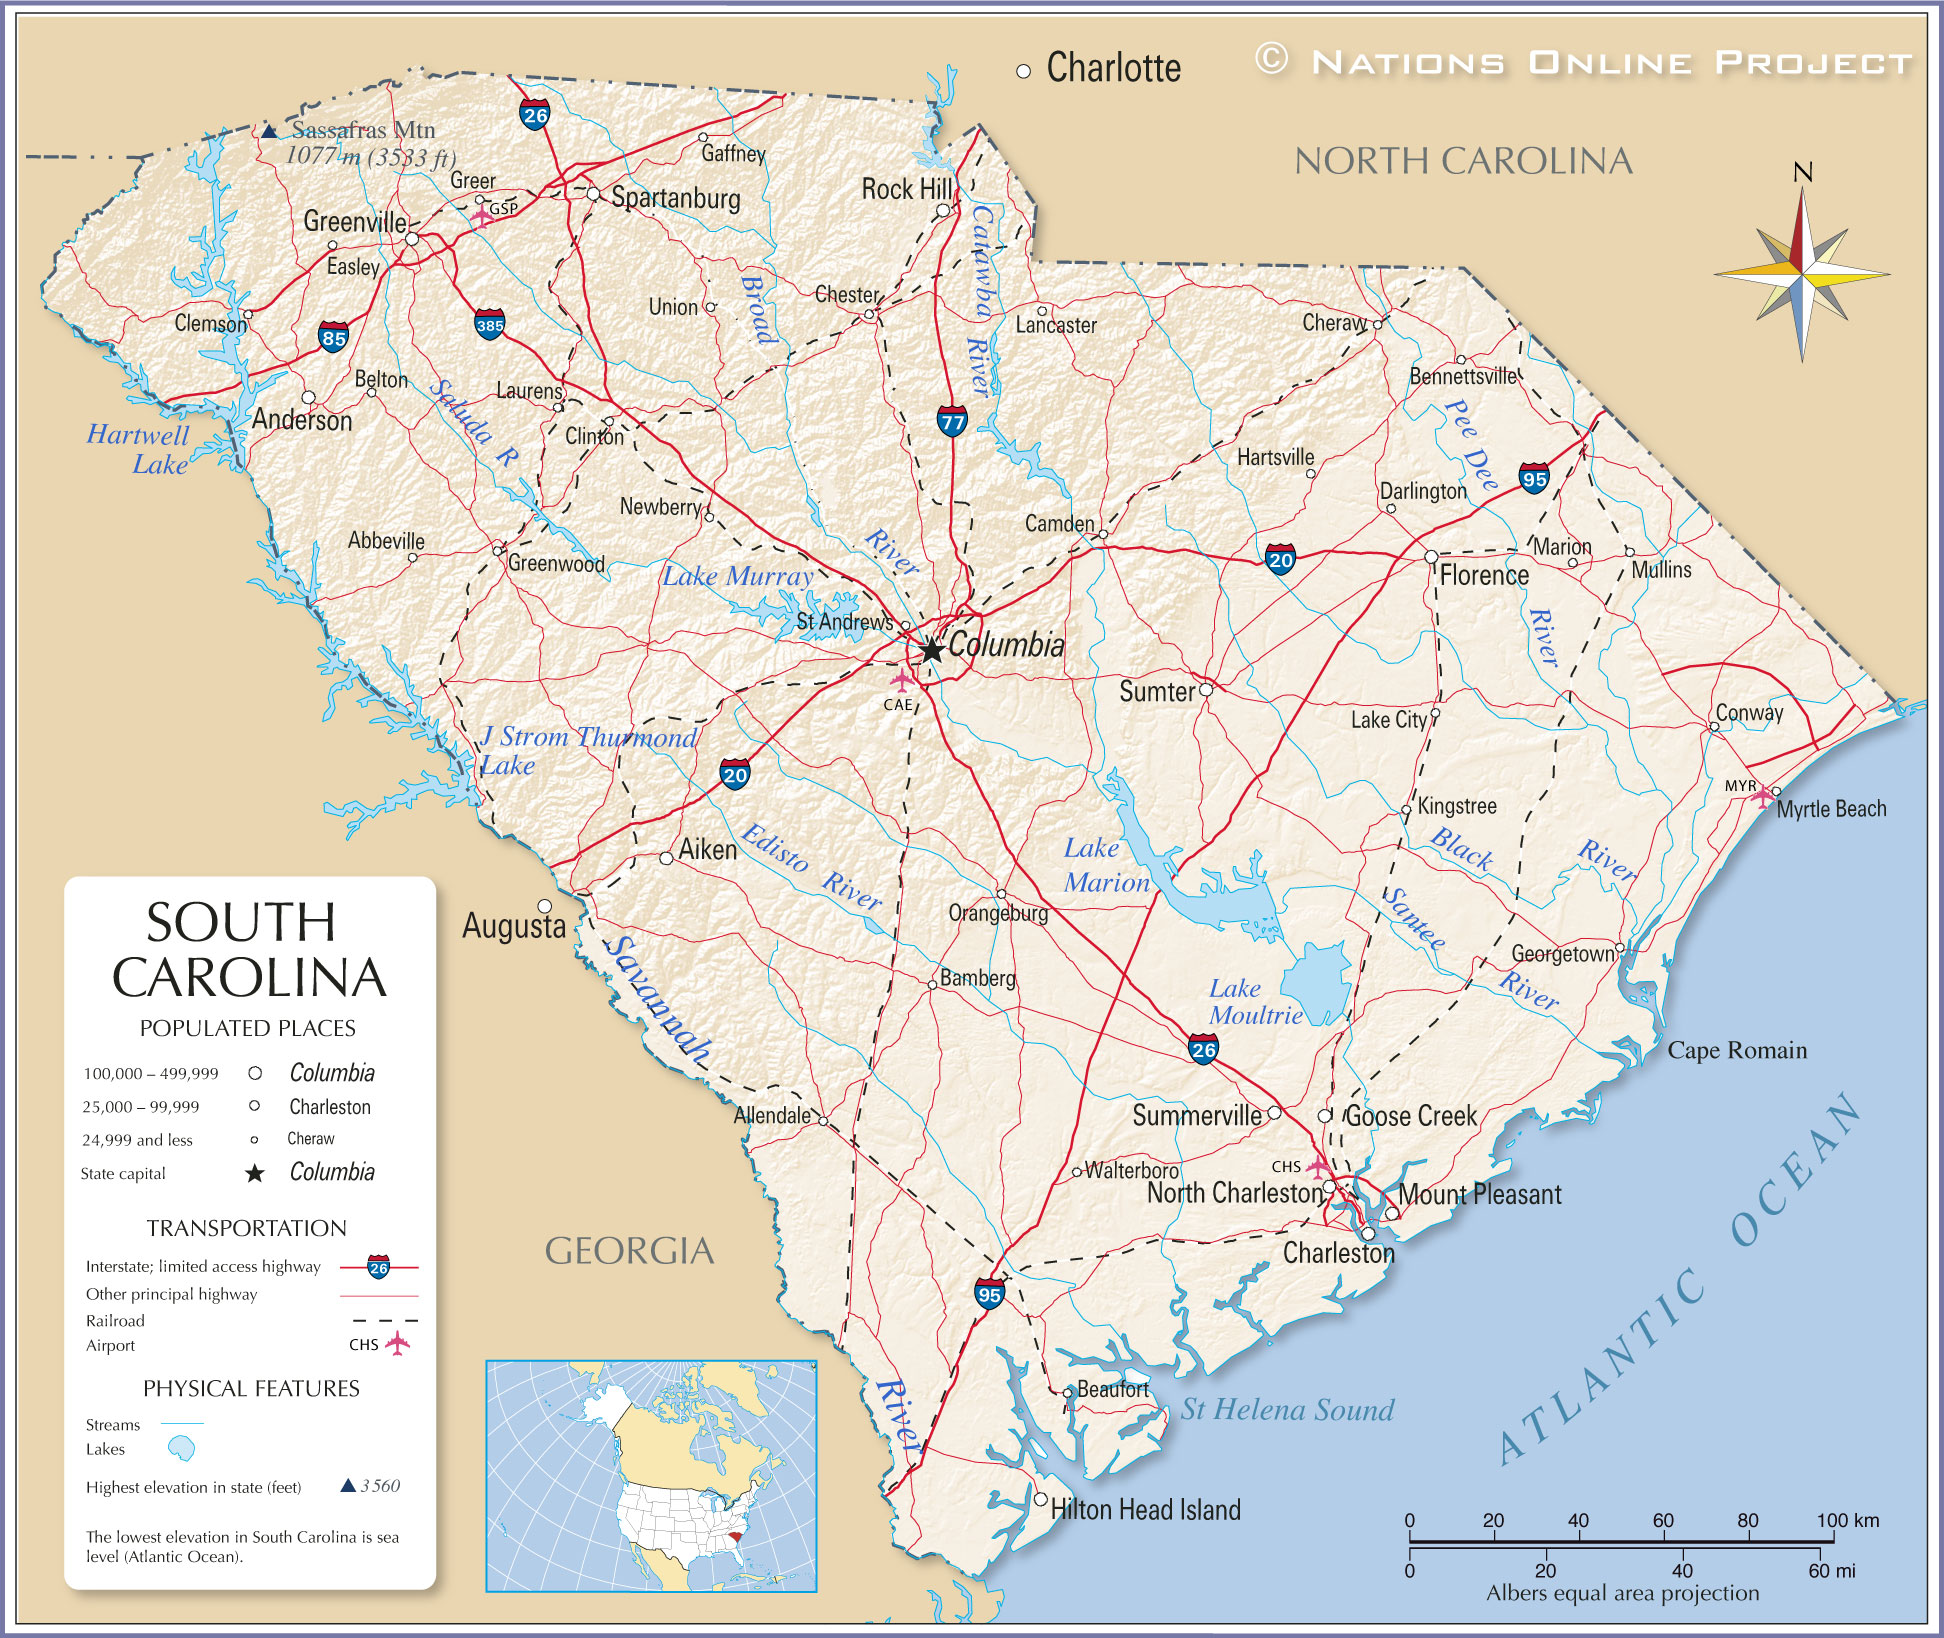 © NATIONS ONLINE PROJECT
Charlotte
NORTH CAROLINA
N
26
Sassafras Mtn
1077 m (3533 ft)
Gaffney
Greer
GSP
Spartanburg
Rock Hill
Greenville
Easley
Catawba
River
Broad
River
Union
Chester
Lancaster
Cheraw
Clemson
85
385
Bennettsville
Belton
Laurens
Saluda R
Anderson
Clinton
77
Pee Dee
River
Hartwell
Lake
Hartsville
95
Darlington
Newberry
Camden
Abbeville
Greenwood
20
Marion
Florence
Mullins
Lake Murray
St Andrews
Columbia
CAE
Sumter
Lake City
Conway
J Strom Thurmond
Lake
20
MYR
Myrtle Beach
Kingstree
Aiken
Edisto River
Lake
Marion
Black
River
Augusta
Orangeburg
Santee
River
Georgetown
Savannah
River
Bamberg
Lake
Moultrie
26
Cape Romain
Allendale
Summerville
Goose Creek
Walterboro
CHS
North Charleston
Mount Pleasant
Charleston
GEORGIA
95
Beaufort
St Helena Sound
Hilton Head Island
ATLANTIC OCEAN
SOUTH
CAROLINA
POPULATED PLACES
100,000 – 499,999 Columbia
25,000 – 99,999 Charleston
24,999 and less Cheraw
State capital Columbia
TRANSPORTATION
Interstate; limited access highway 26
Other principal highway
Railroad
Airport CHS
PHYSICAL FEATURES
Streams
Lakes
Highest elevation in state (feet) 3560
The lowest elevation in South Carolina is sea
level (Atlantic Ocean).
0 20 40 60 80 100 km
0 20 40 60 mi
Albers equal area projection